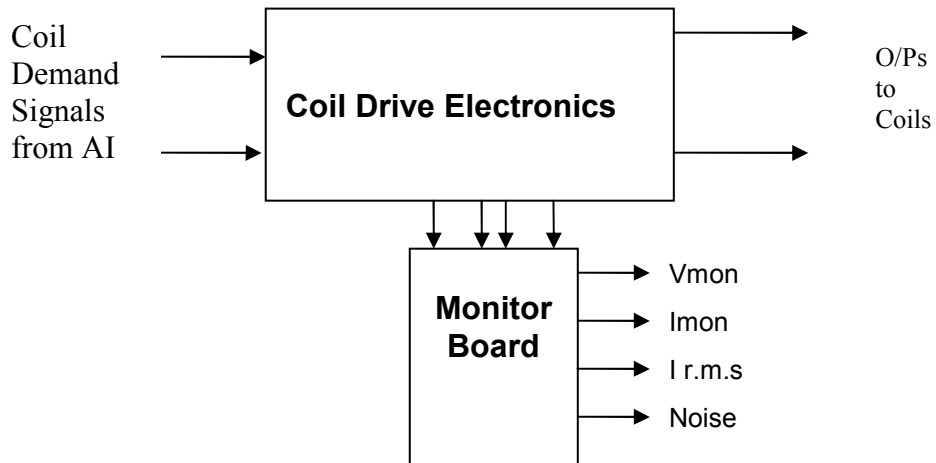 Coil
Demand
Signals
from AI
Coil Drive Electronics
O/Ps
to
Coils
Monitor
Board
Vmon
Imon
I r.m.s
Noise